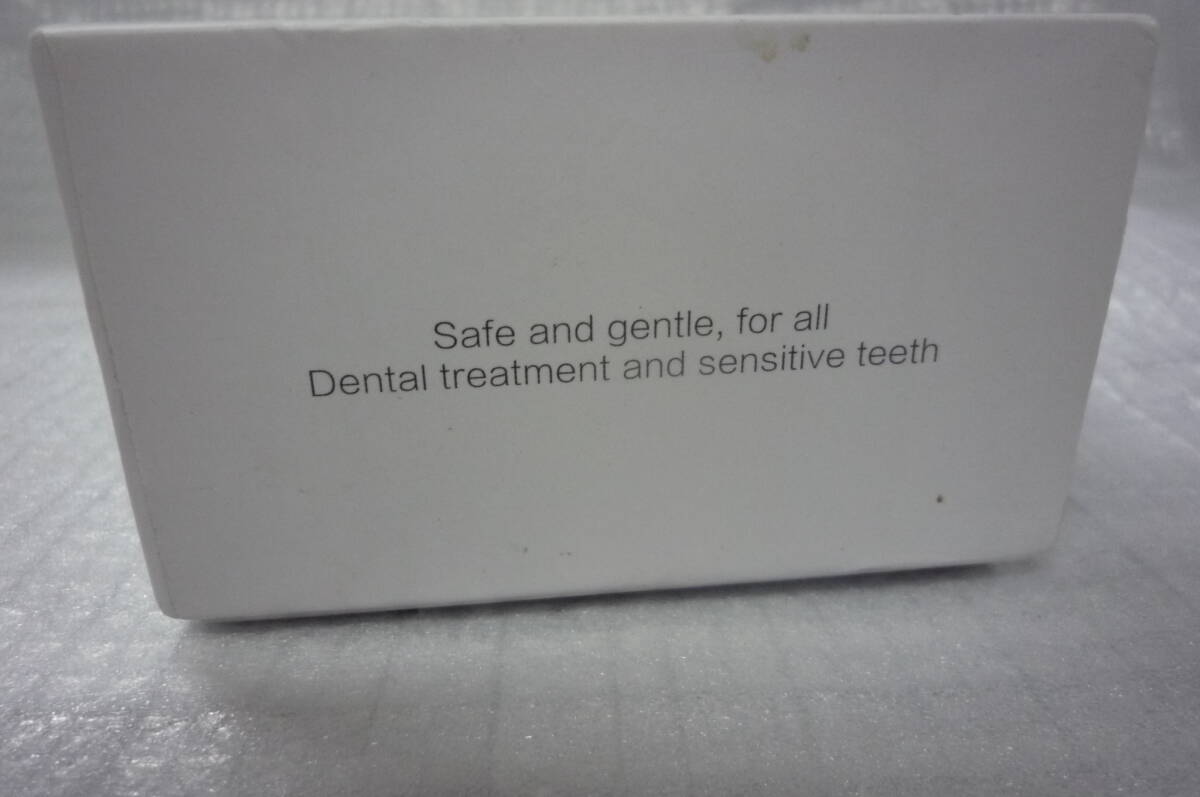 Safe and gentle, for all
Dental treatment and sensitive teeth